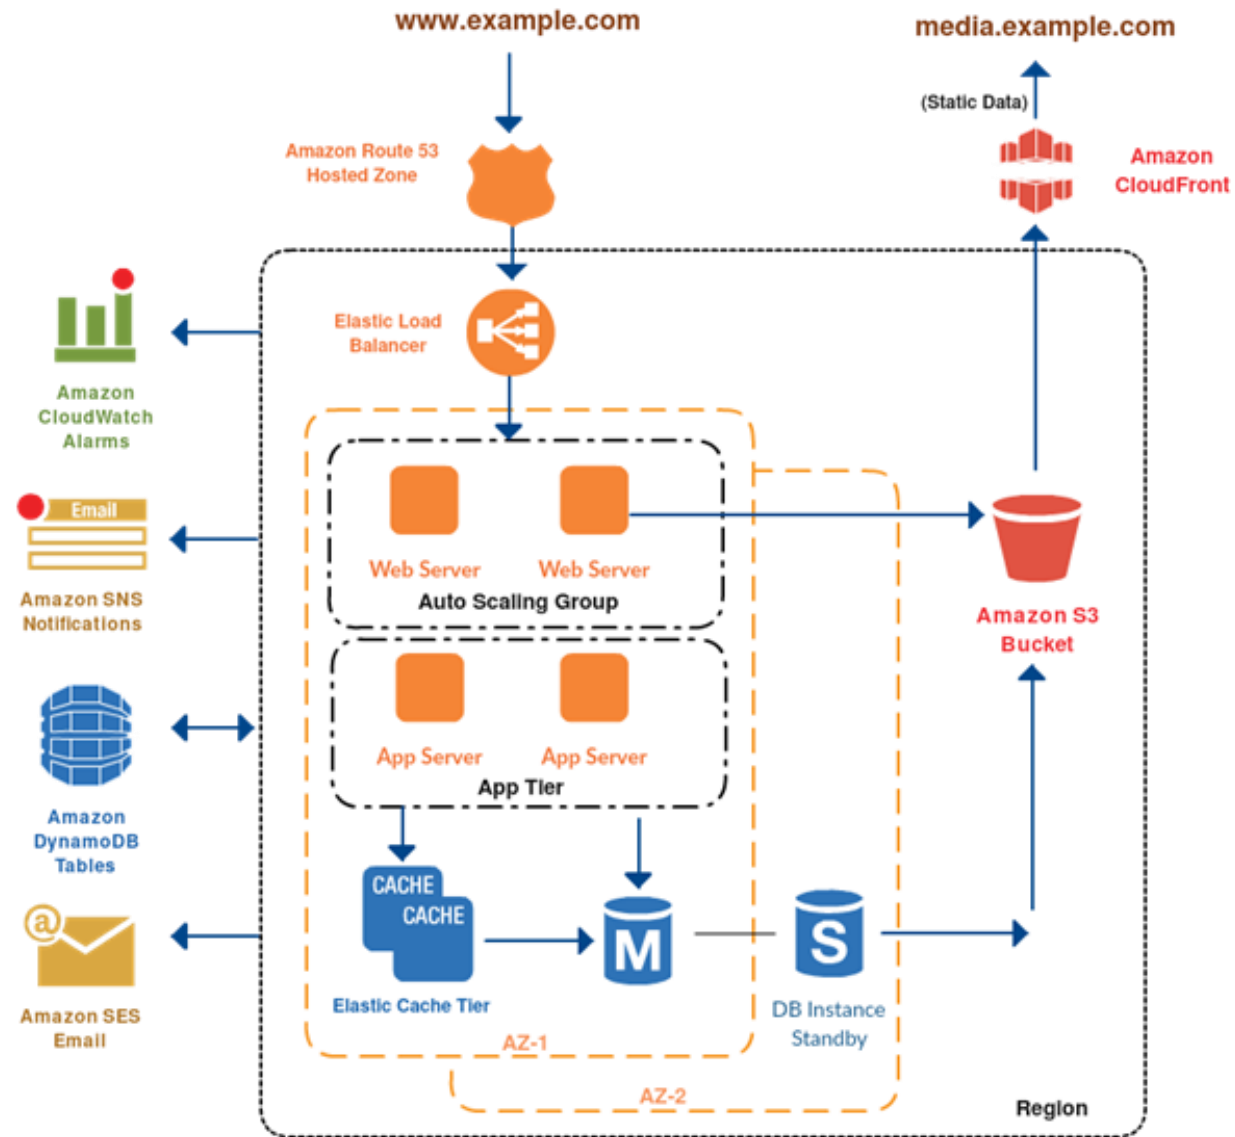 www.example.com
media.example.com
(Static Data)
Amazon Route 53
Hosted Zone
Amazon
CloudFront
Elastic Load
Balancer
Amazon
CloudWatch
Alarms
Email
Amazon SNS
Notifications
Web Server
Web Server
Auto Scaling Group
Amazon S3
Bucket
App Server
App Server
App Tier
Amazon
DynamoDB
Tables
CACHE
CACHE
M
S
@
Elastic Cache Tier
DB Instance
Standby
Amazon SES
Email
AZ-1
AZ-2
Region